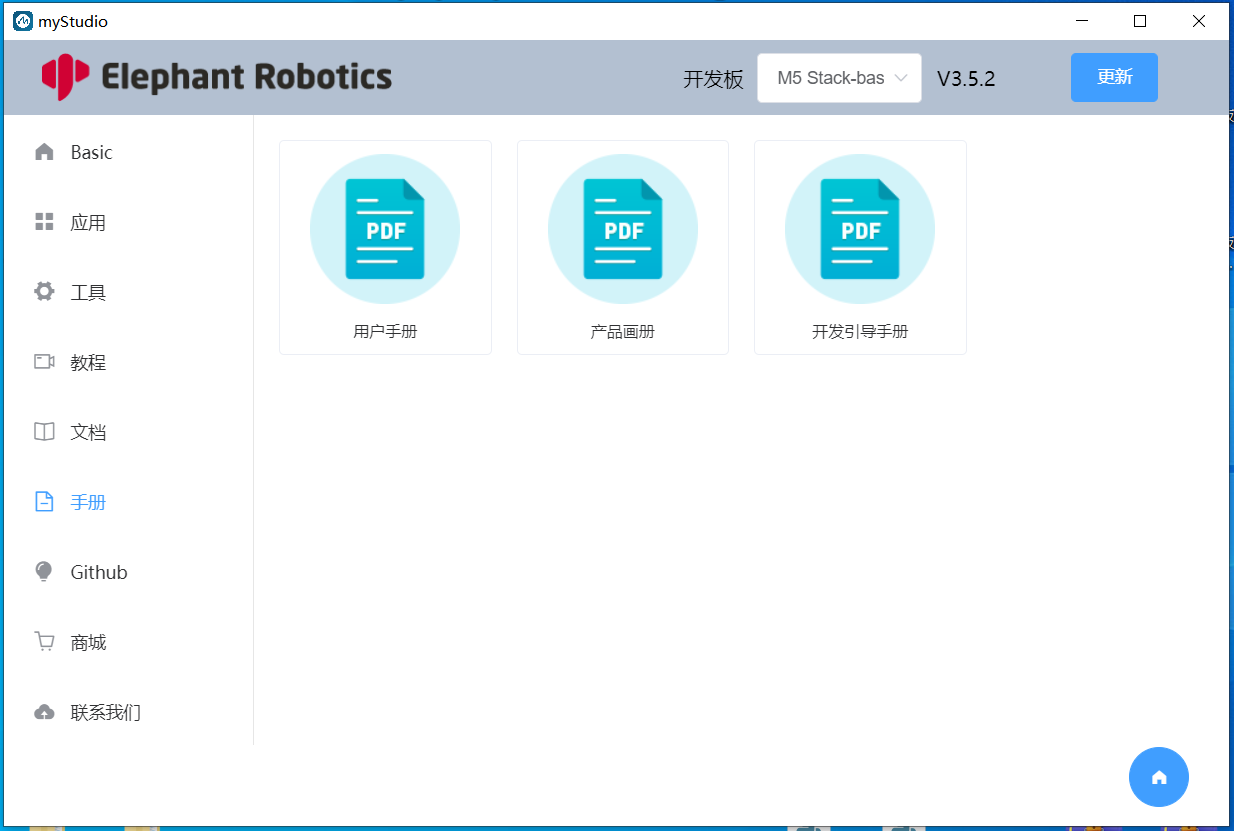 myStudio
Elephant Robotics
开发板 M5 Stack-bas V3.5.2 更新
Basic
应用
工具
教程
文档
手册
Github
商城
联系我们
PDF PDF PDF
用户手册 产品画册 开发引导手册